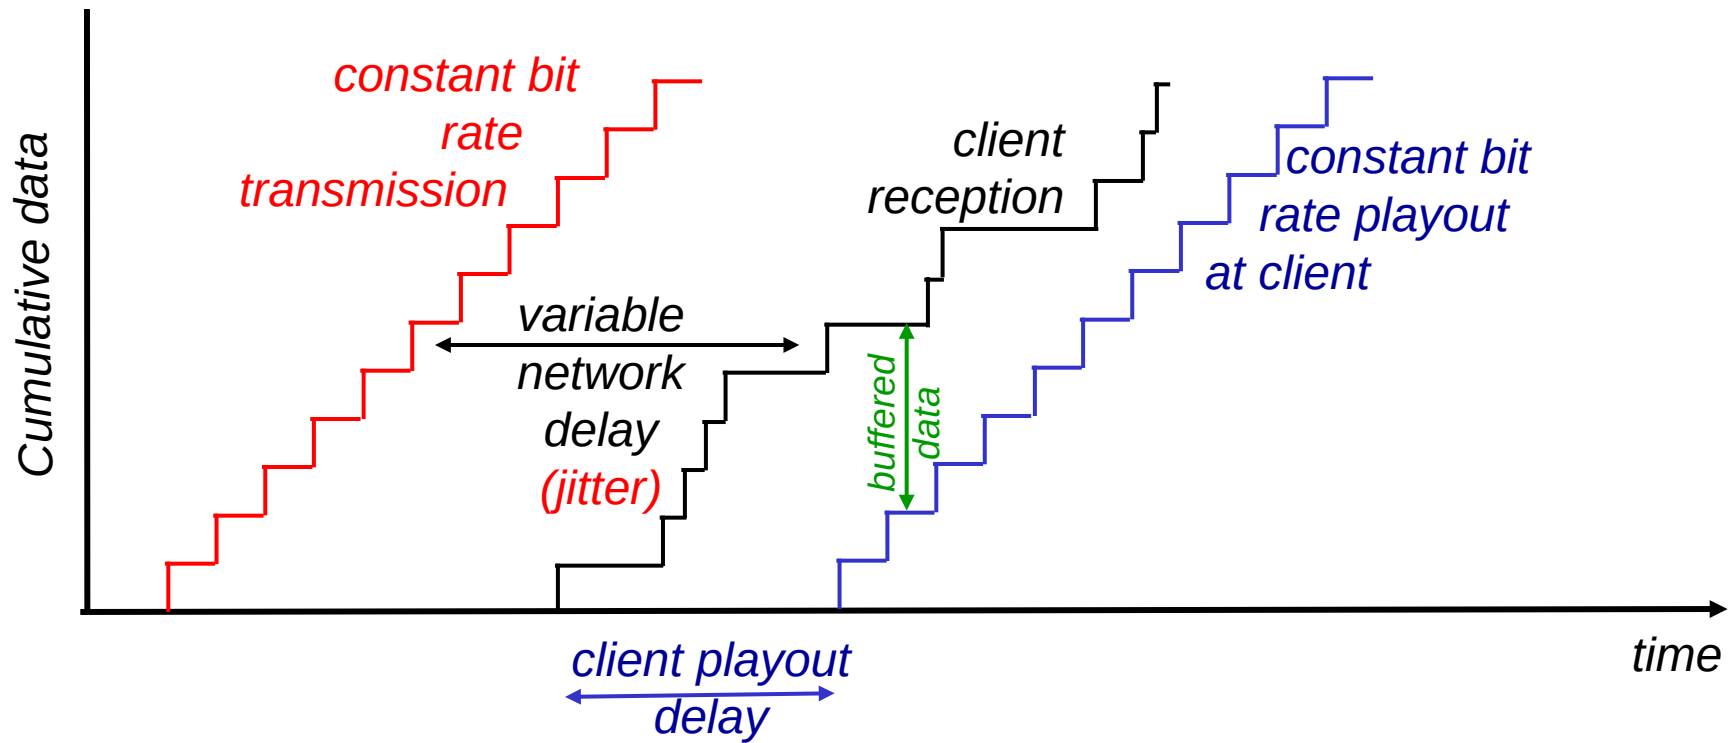 constant bit
rate
transmission
Cumulative data
client
reception
constant bit
rate playout
at client
variable
network
delay
(jitter)
buffered
data
client playout
delay
time